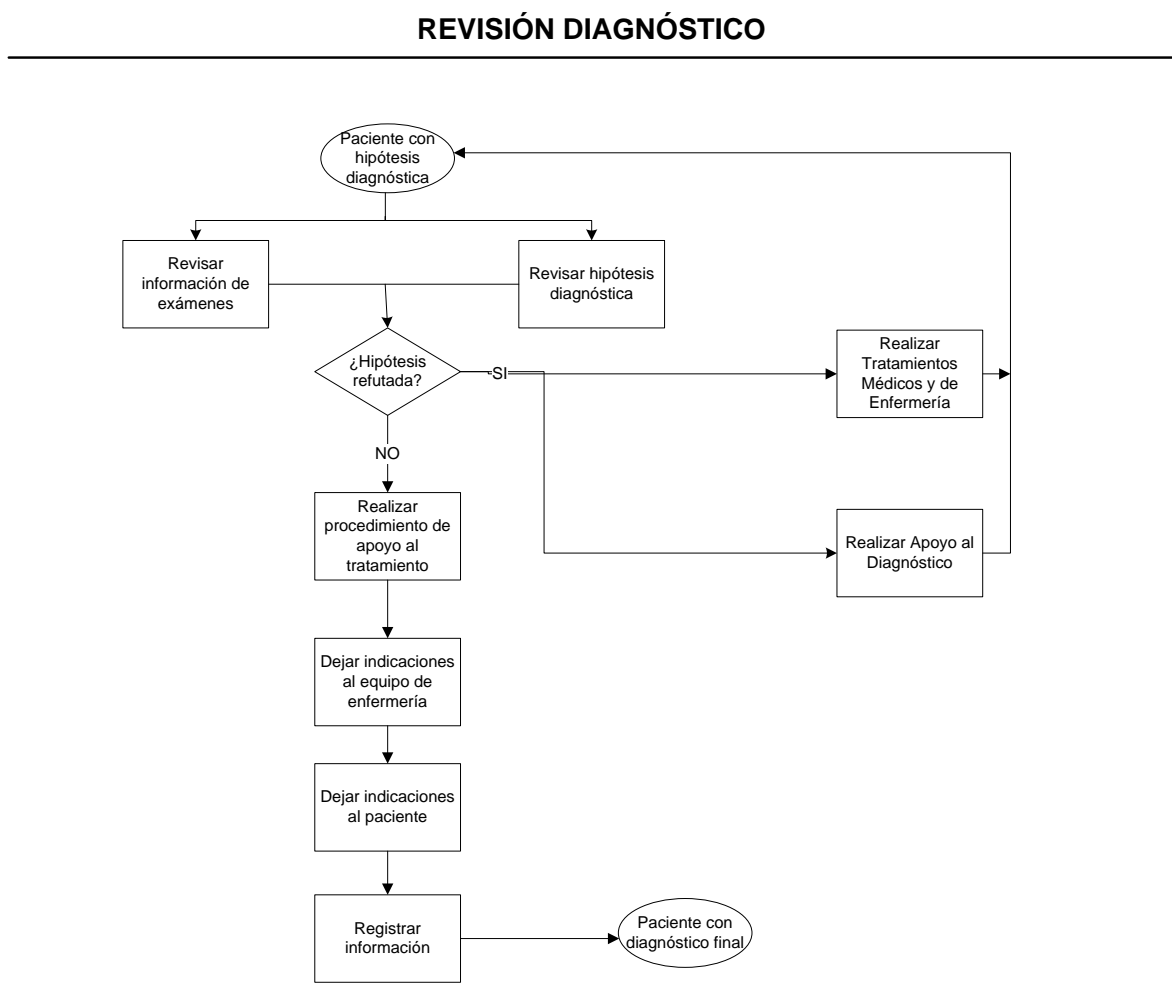 REVISIÓN DIAGNÓSTICO
Paciente con
hipótesis
diagnóstica
Revisar
información de
exámenes
Revisar hipótesis
diagnóstica
¿Hipótesis
refutada?
SI
Realizar
Tratamientos
Médicos y de
Enfermería
NO
Realizar
procedimiento de
apoyo al
tratamiento
Realizar Apoyo al
Diagnóstico
Dejar indicaciones
al equipo de
enfermería
Dejar indicaciones
al paciente
Registrar
información
Paciente con
diagnóstico final